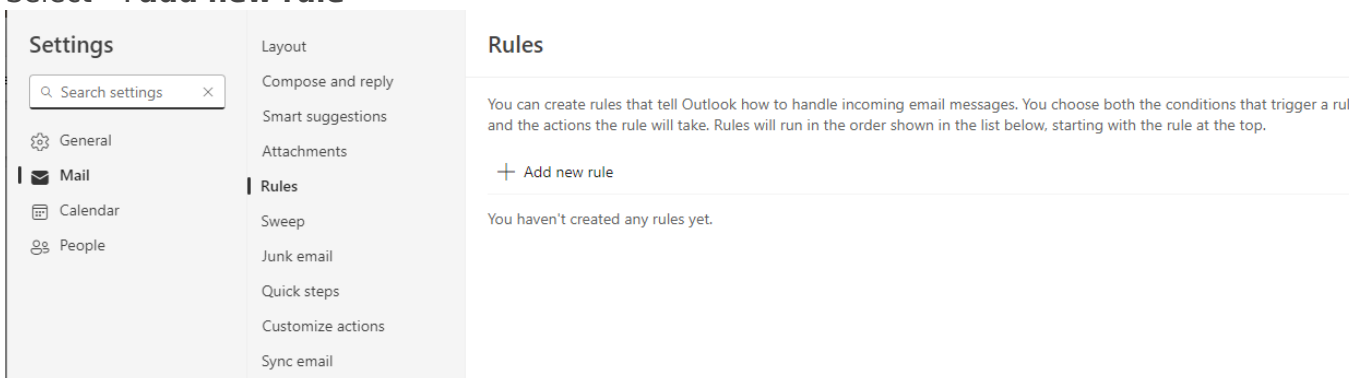 Settings
Search settings
General
Mail
Calendar
People
Layout
Compose and reply
Smart suggestions
Attachments
Rules
Sweep
Junk email
Quick steps
Customize actions
Sync email
Rules
You can create rules that tell Outlook how to handle incoming email messages. You choose both the conditions that trigger a
and the actions the rule will take. Rules will run in the order shown in the list below, starting with the rule at the top.
Add new rule
You haven't created any rules yet.